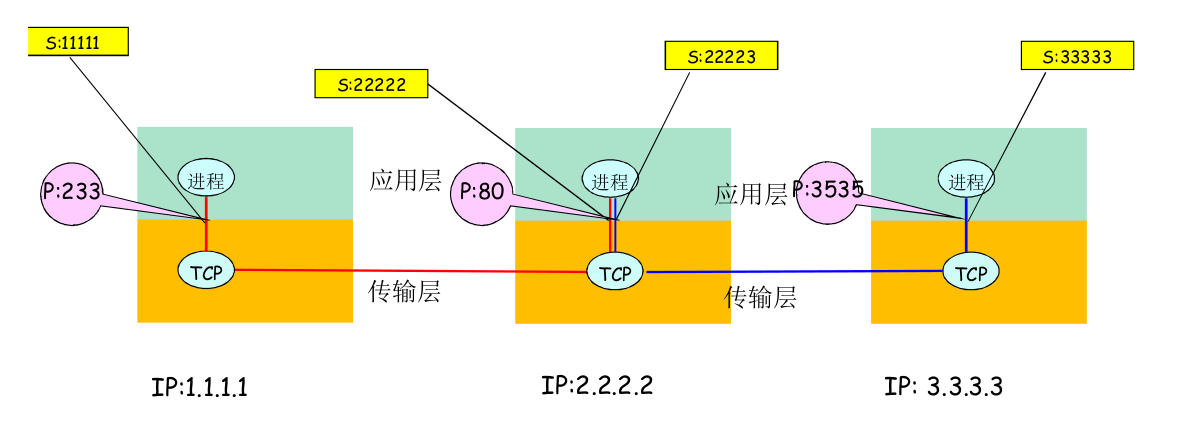 S:11111
S:22223
S:33333
S:22222
进程
进程
进程
应用层
P:233
P:80
应用层
P:3535
TCP
TCP
TCP
传输层
传输层
IP:1.1.1.1
IP:2.2.2.2
IP: 3.3.3.3